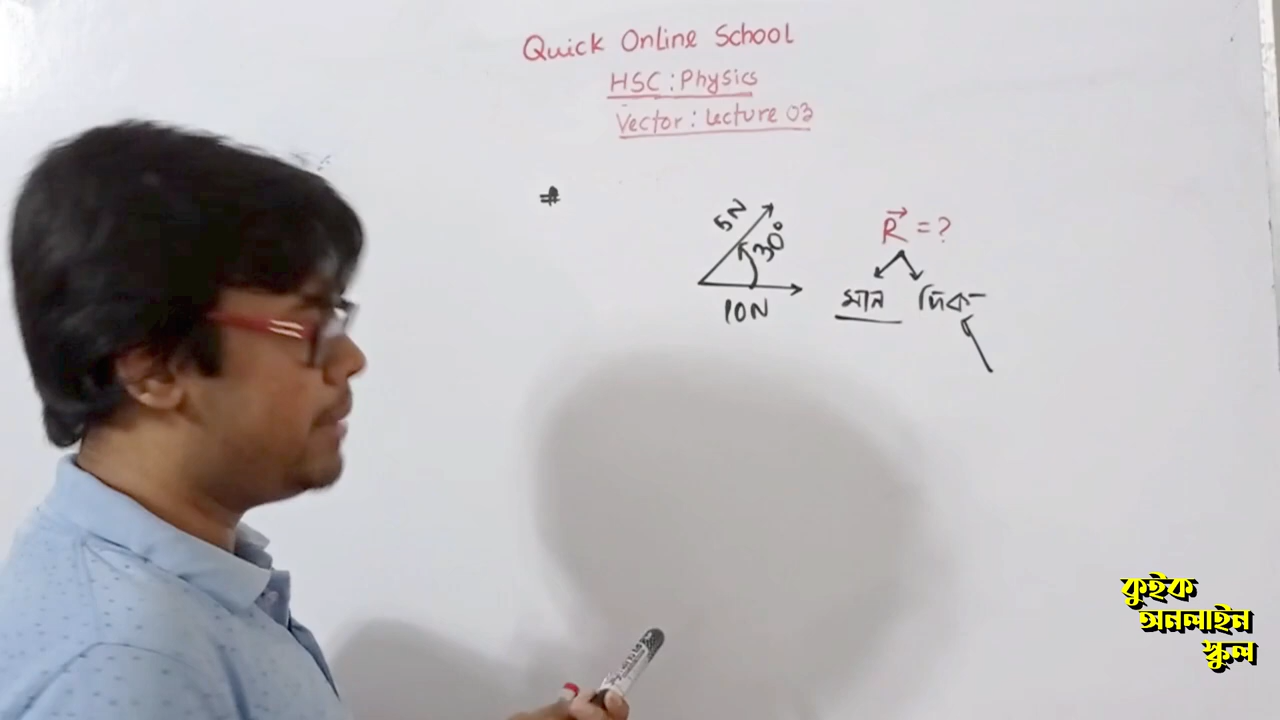 Quick Online School
HSC : Physics
Vector : Lecture 03
#
5N
30°
10N
R⃗ = ?
মান দিক
কুইক
অনলাইন
স্কুল